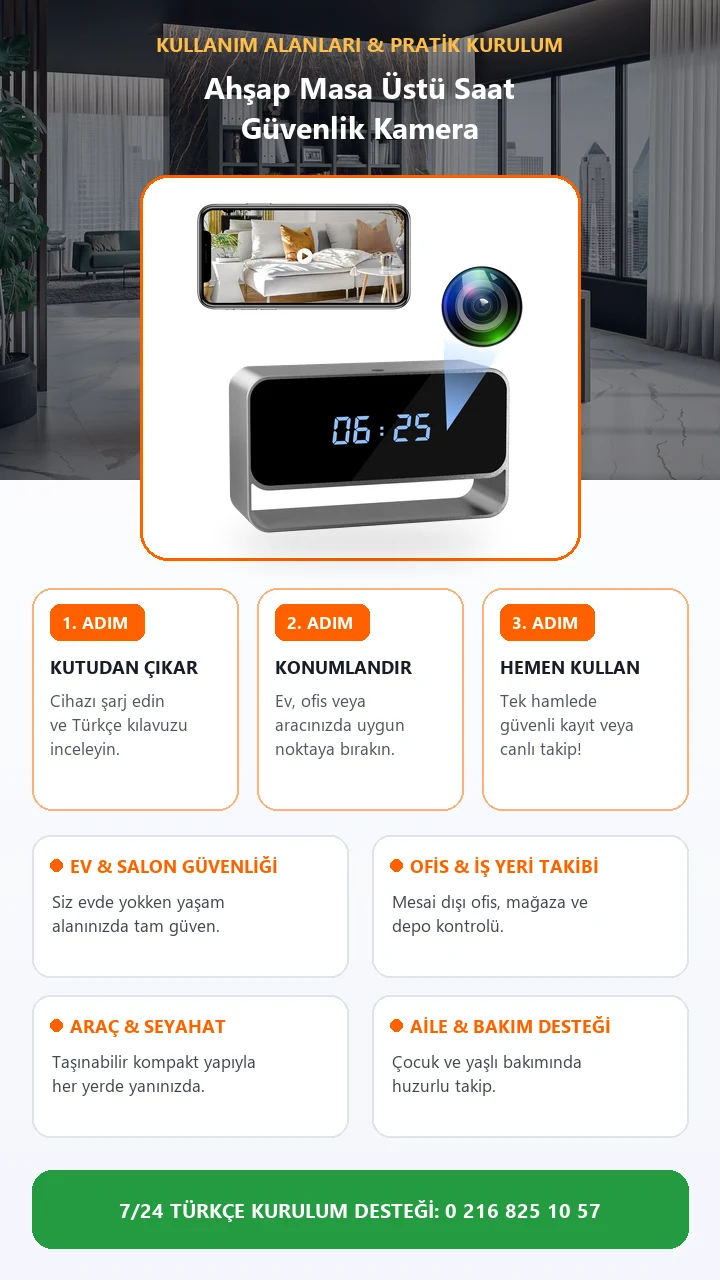 KULLANIM ALANLARI & PRATİK KURULUM
Ahşap Masa Üstü Saat
Güvenlik Kamera
06:25
1. ADIM
KUTUDAN ÇIKAR
Cihazı şarj edin
ve Türkçe kılavuzu
inceleyin.
2. ADIM
KONUMLANDIR
Ev, ofis veya
aracınızda uygun
noktaya bırakın.
3. ADIM
HEMEN KULLAN
Tek hamlede
güvenli kayıt veya
canlı takip!
EV & SALON GÜVENLİĞİ
Siz evde yokken yaşam
alanınızda tam güven.
OFİS & İŞ YERİ TAKİBİ
Mesai dışı ofis, mağaza ve
depo kontrolü.
ARAÇ & SEYAHAT
Taşınabilir kompakt yapıyla
her yerde yanınızda.
AİLE & BAKIM DESTEĞİ
Çocuk ve yaşlı bakımında
huzurlu takip.
7/24 TÜRKÇE KURULUM DESTEĞİ: 0 216 825 10 57